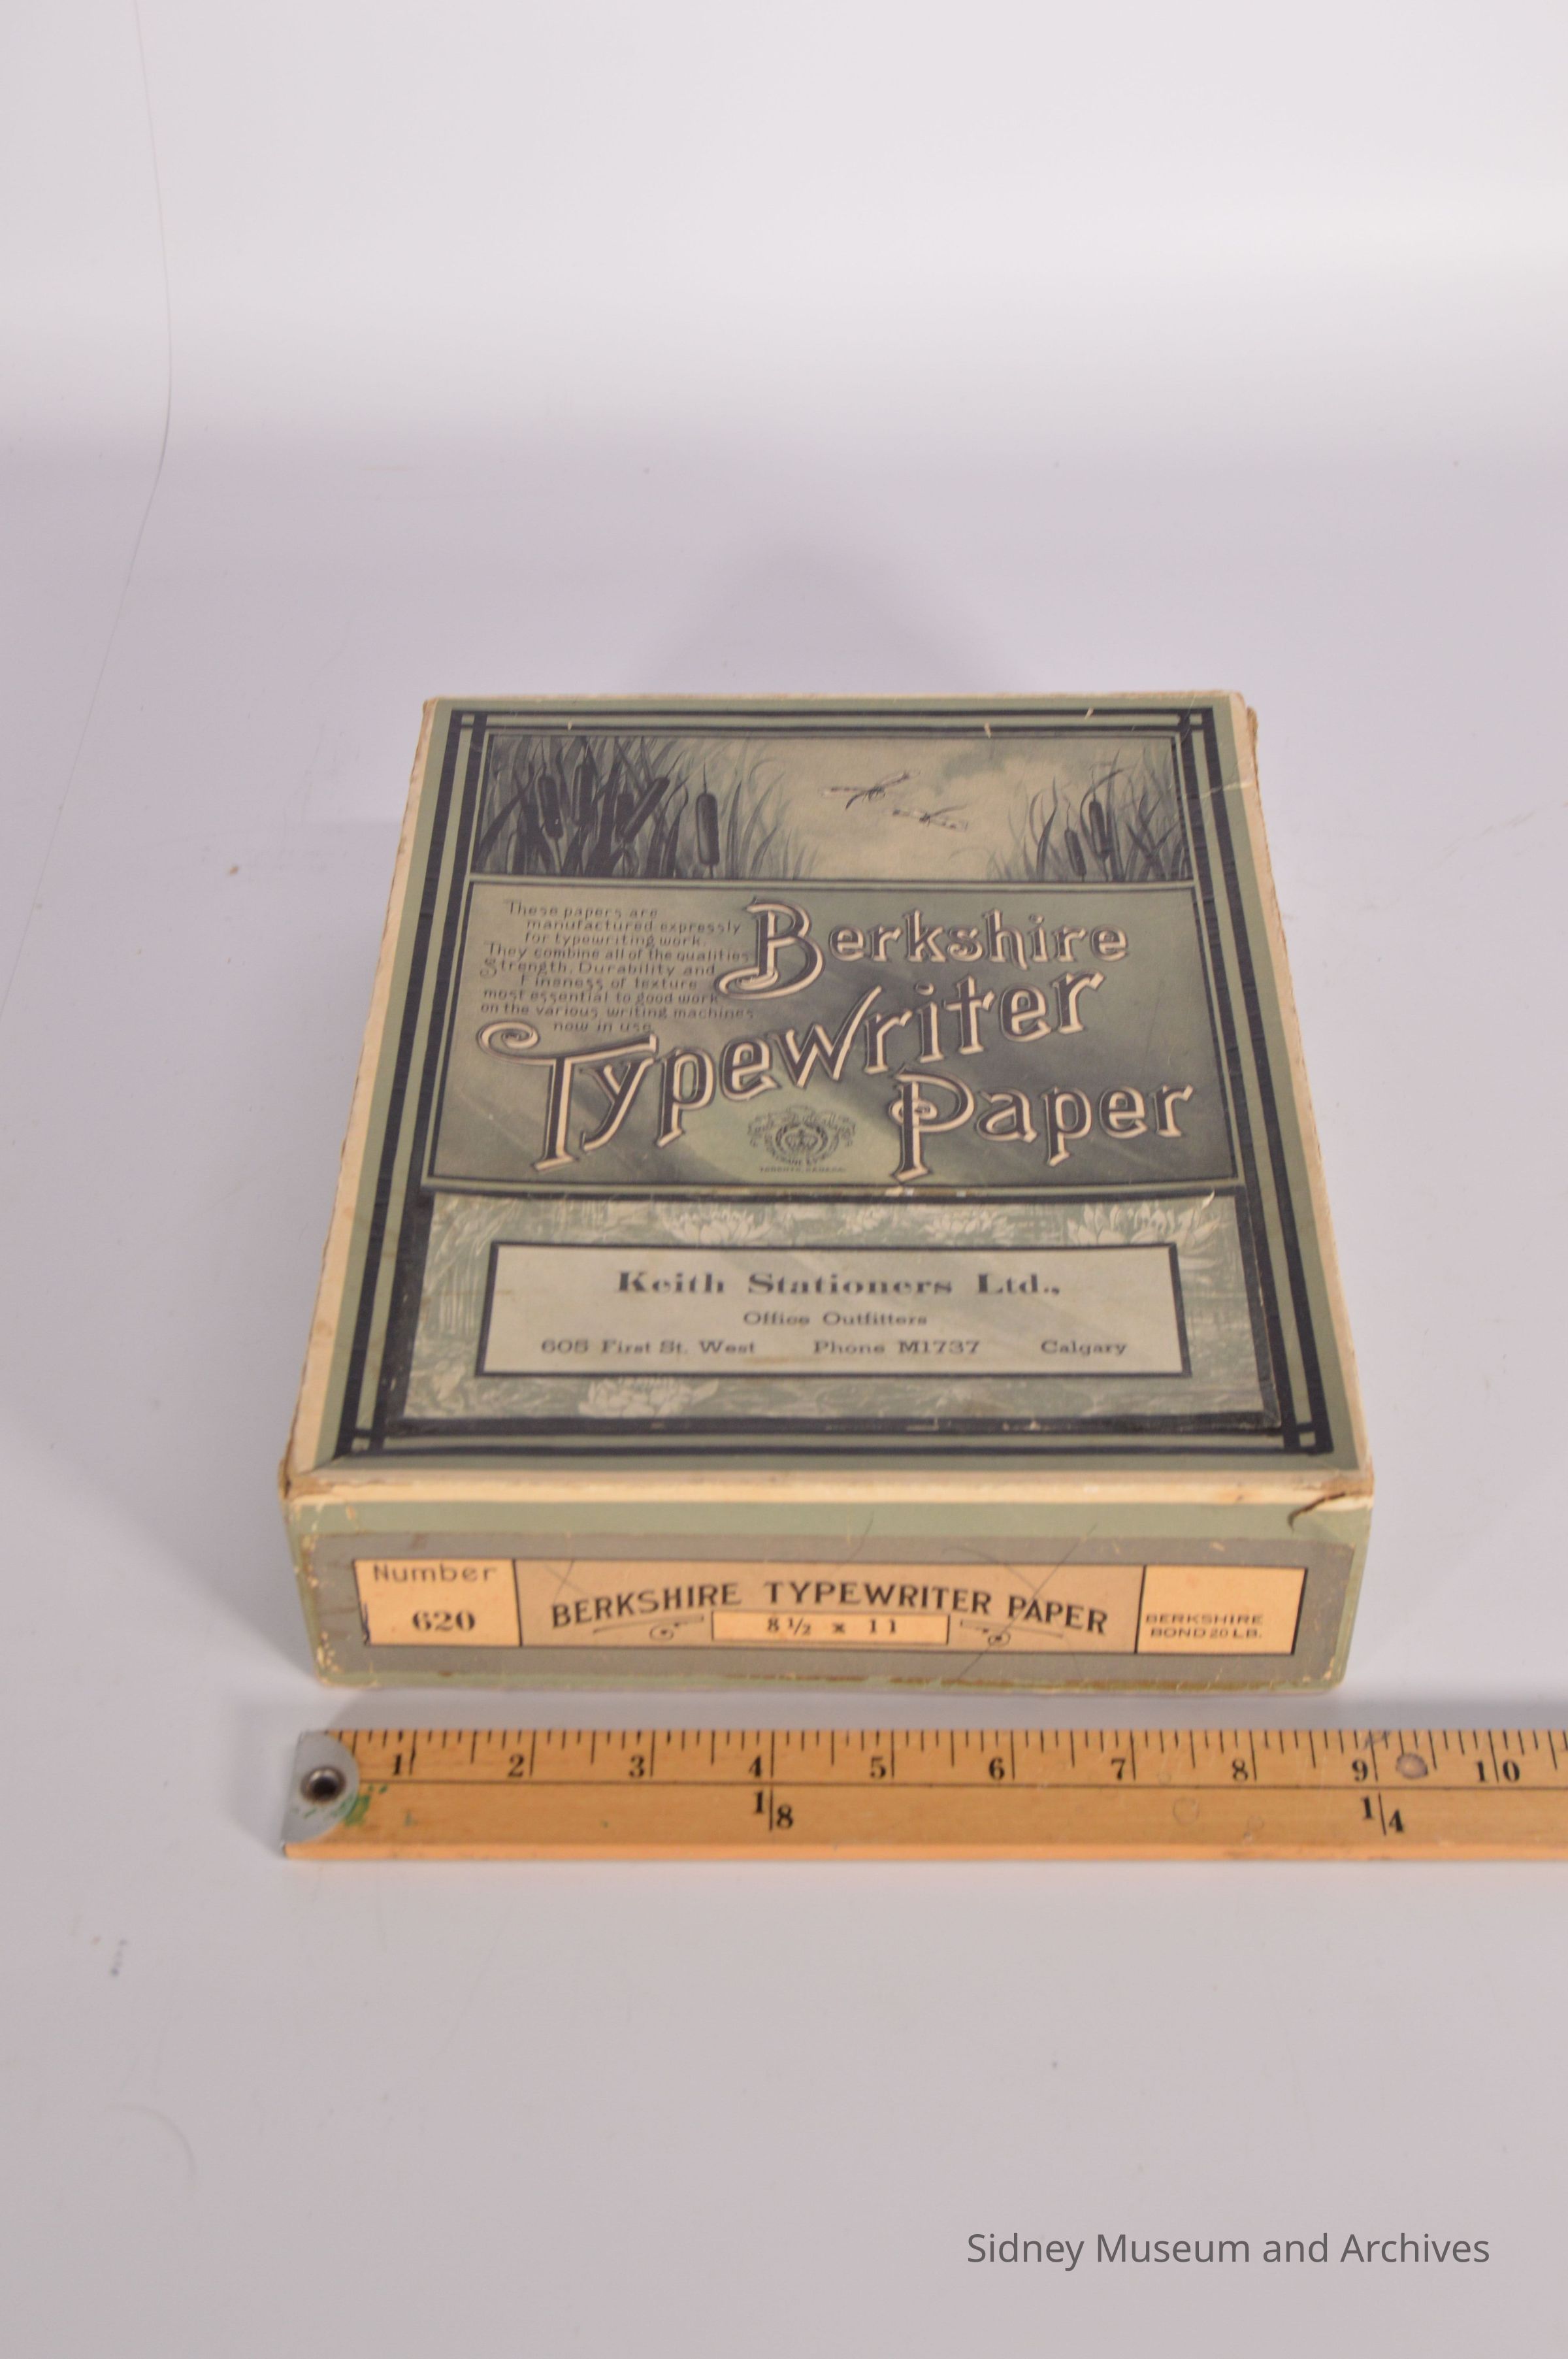 These papers are
manufactured expressly
for typewriting work.
They combine all of the qualities
Strength, Durability and
Fineness of texture
most essential to good work
on the various writing machines
now in use.
Berkshire
Typewriter
Paper
TORONTO, CANADA.
Keith Stationers Ltd.,
Office Outfitters
605 First St. West Phone M1737 Calgary
Number
620
BERKSHIRE TYPEWRITER PAPER
8½ x 11
BERKSHIRE
BOND 20 LB.
1 2 3 4 5 6 7 8 9 10
1|8 1|4
Sidney Museum and Archives